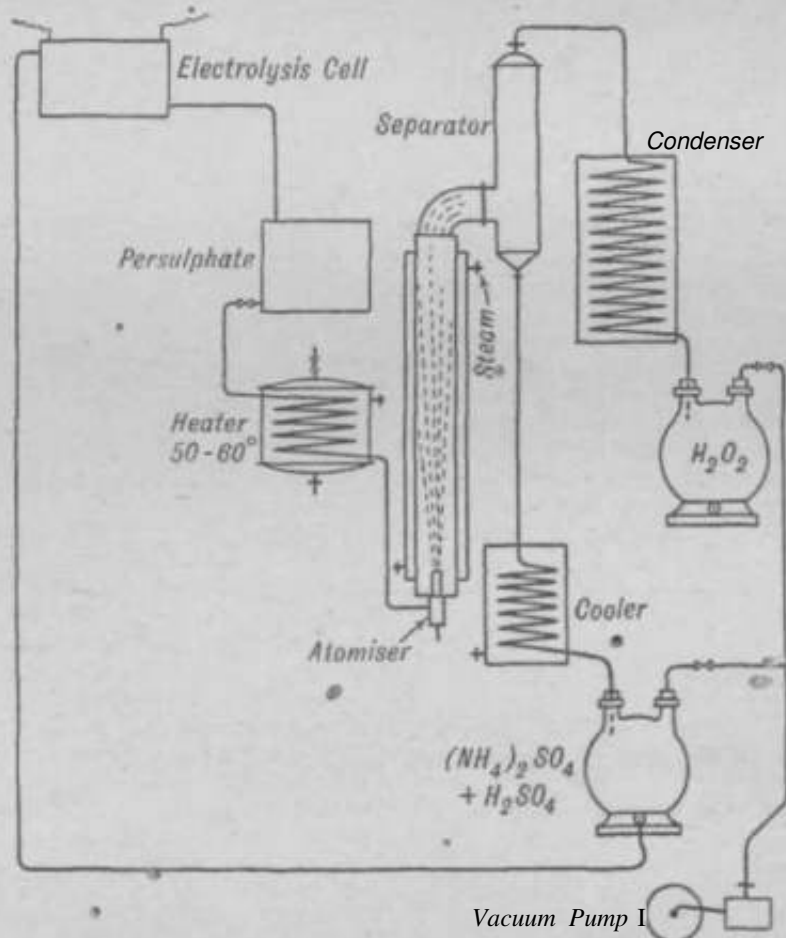 Electrolysis Cell
Separator
Condenser
Persulphate
Steam
Heater
50-60°
H₂O₂
Cooler
Atomiser
(NH₄)₂SO₄
+ H₂SO₄
Vacuum Pump I